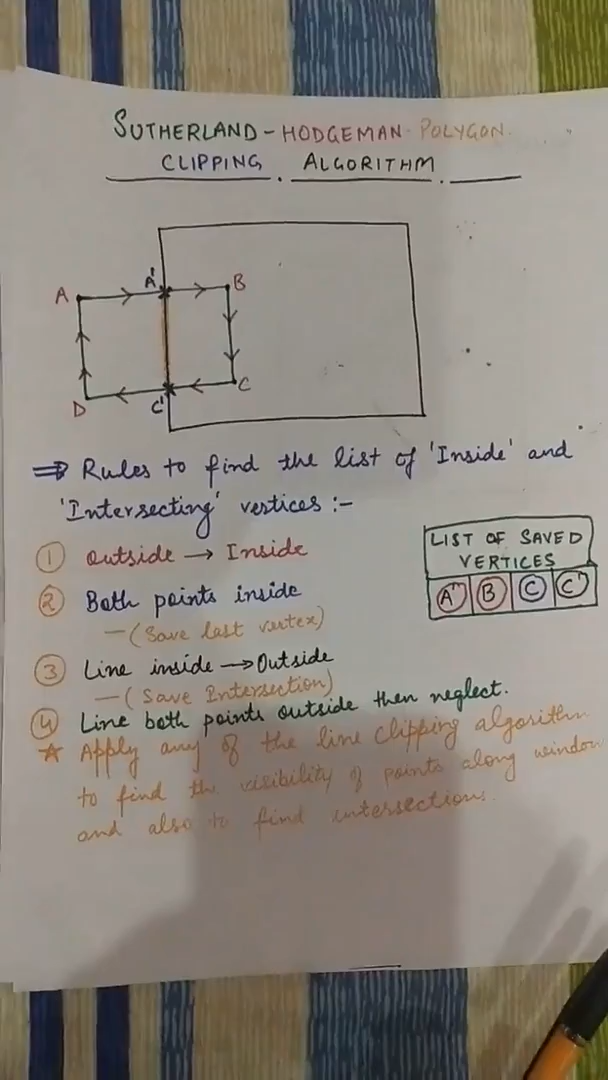 SUTHERLAND-HODGEMAN POLYGON
CLIPPING ALGORITHM
A
A'
B
C
C'
D
⇒ Rules to find the list of 'Inside' and
'Intersecting' vertices :-
① Outside → Inside
② Both points inside
-(Save last vertex)
③ Line inside → Outside
-(Save Intersection)
④ Line both points outside then neglect.
☆ Apply any of the line clipping algorithm
to find the visibility of points along window
and also to find intersections.
LIST OF SAVED
VERTICES
A' B C C'